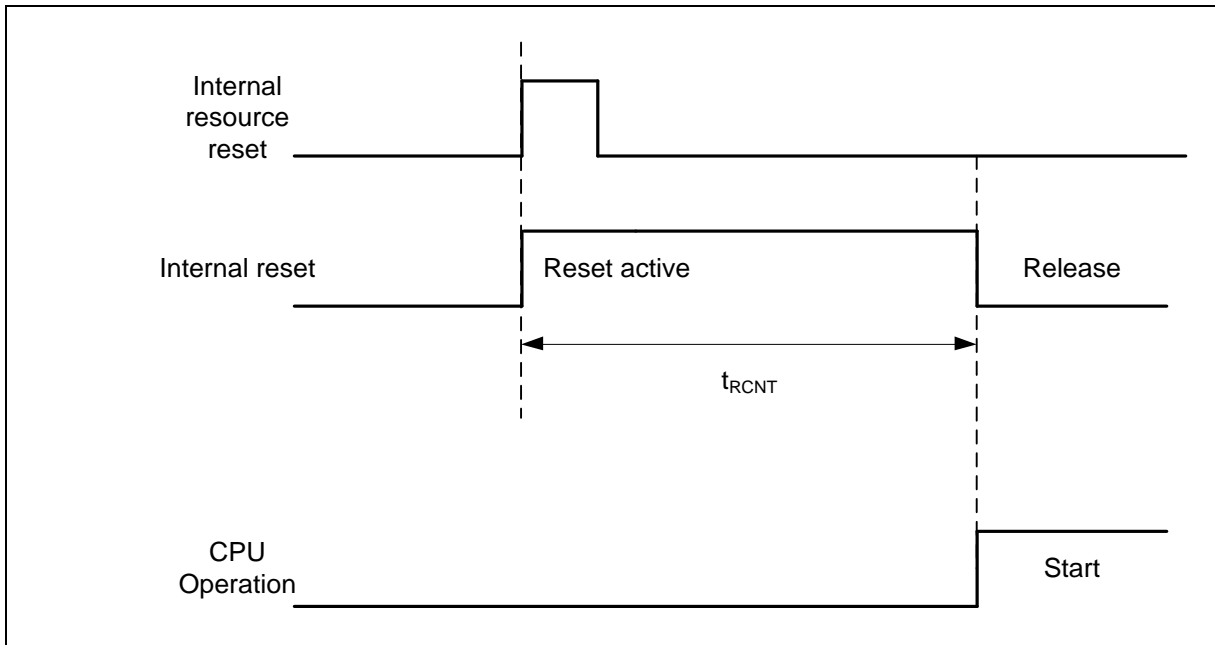 Internal
resource
reset
Internal reset
Reset active
Release
tRCNT
CPU
Operation
Start